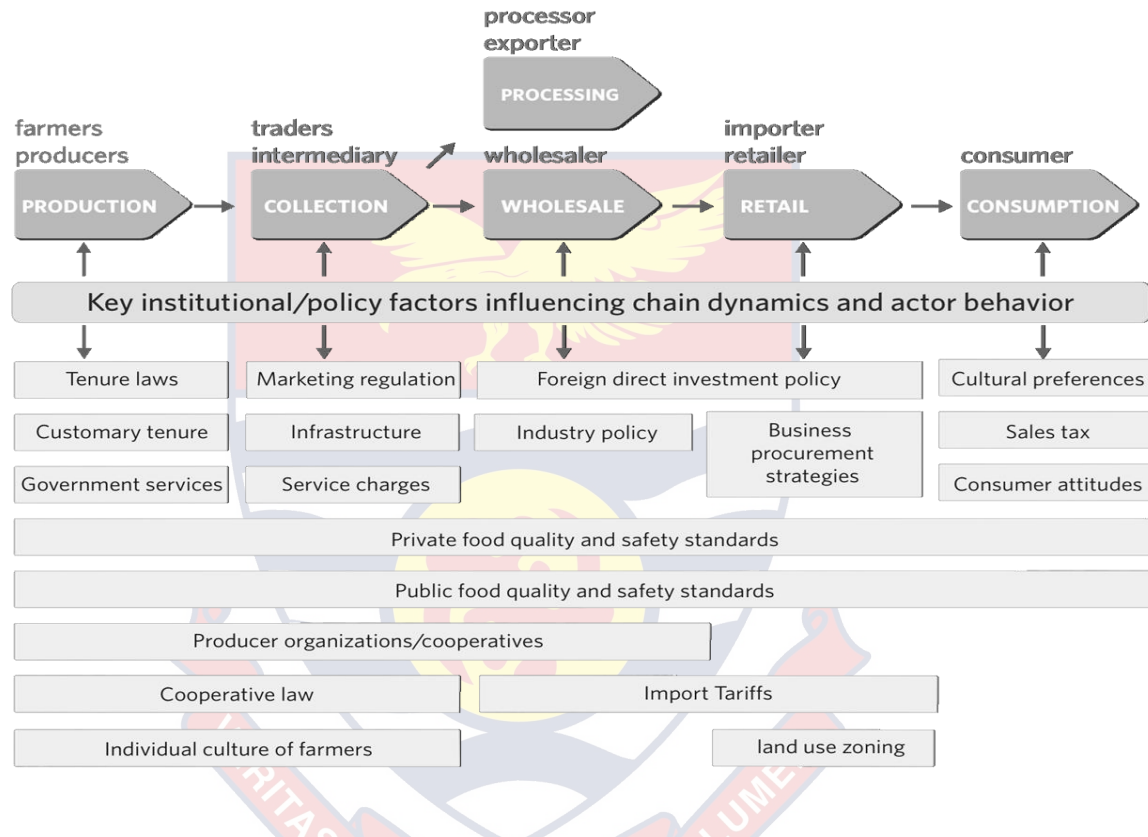 processor
exporter
PROCESSING
farmers
producers
traders
intermediary
wholesaler
importer
retailer
consumer
PRODUCTION
COLLECTION
WHOLESALE
RETAIL
CONSUMPTION
Key institutional/policy factors influencing chain dynamics and actor behavior
Tenure laws
Marketing regulation
Foreign direct investment policy
Cultural preferences
Customary tenure
Infrastructure
Industry policy
Business
procurement
strategies
Sales tax
Government services
Service charges
Consumer attitudes
Private food quality and safety standards
Public food quality and safety standards
Producer organizations/cooperatives
Cooperative law
Import Tariffs
Individual culture of farmers
land use zoning